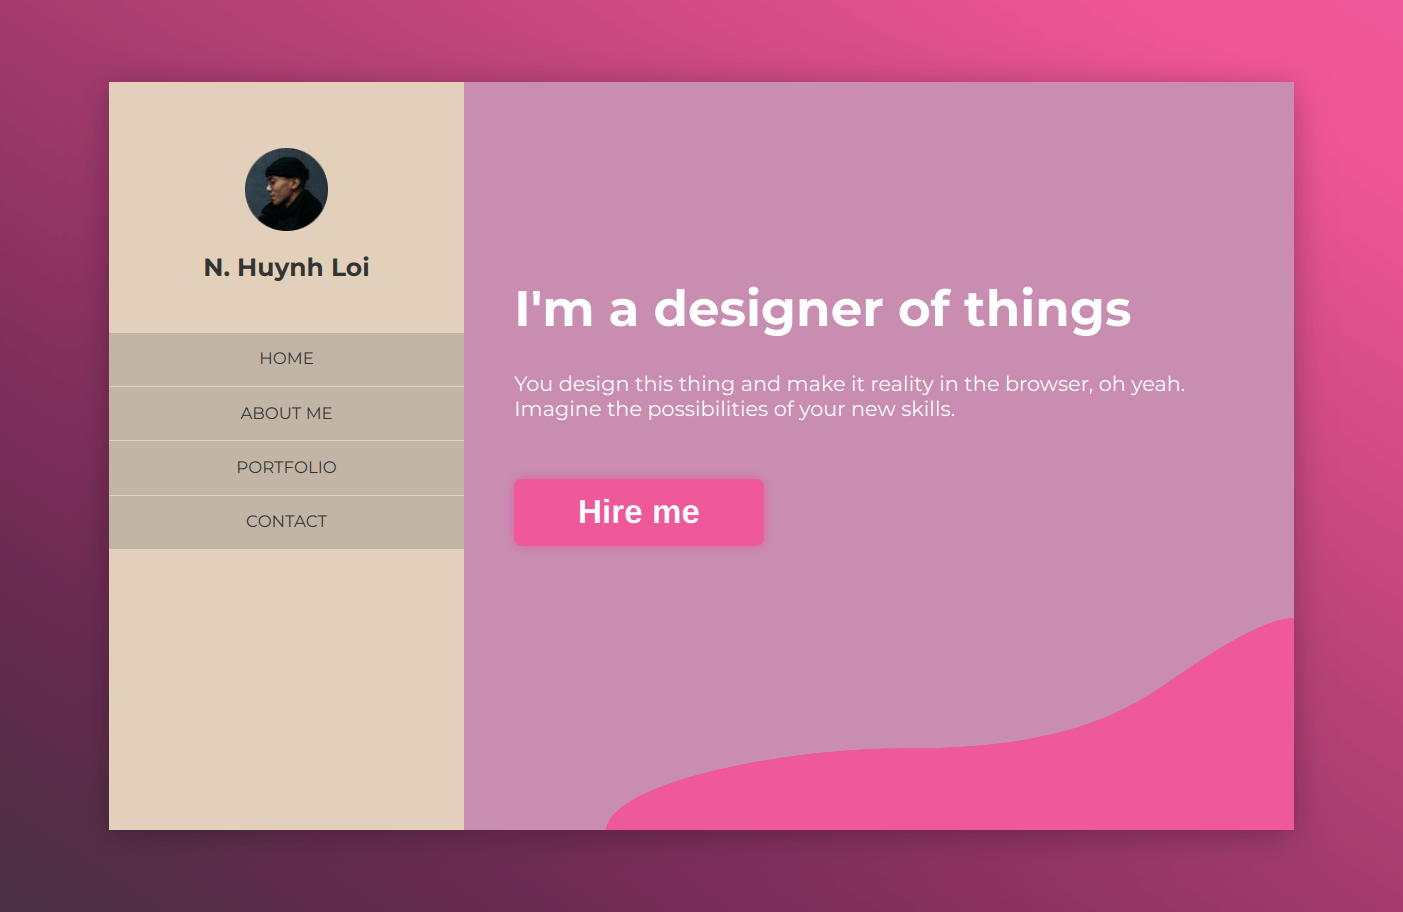 N. Huynh Loi
HOME
ABOUT ME
PORTFOLIO
CONTACT
I'm a designer of things
You design this thing and make it reality in the browser, oh yeah.
Imagine the possibilities of your new skills.
Hire me